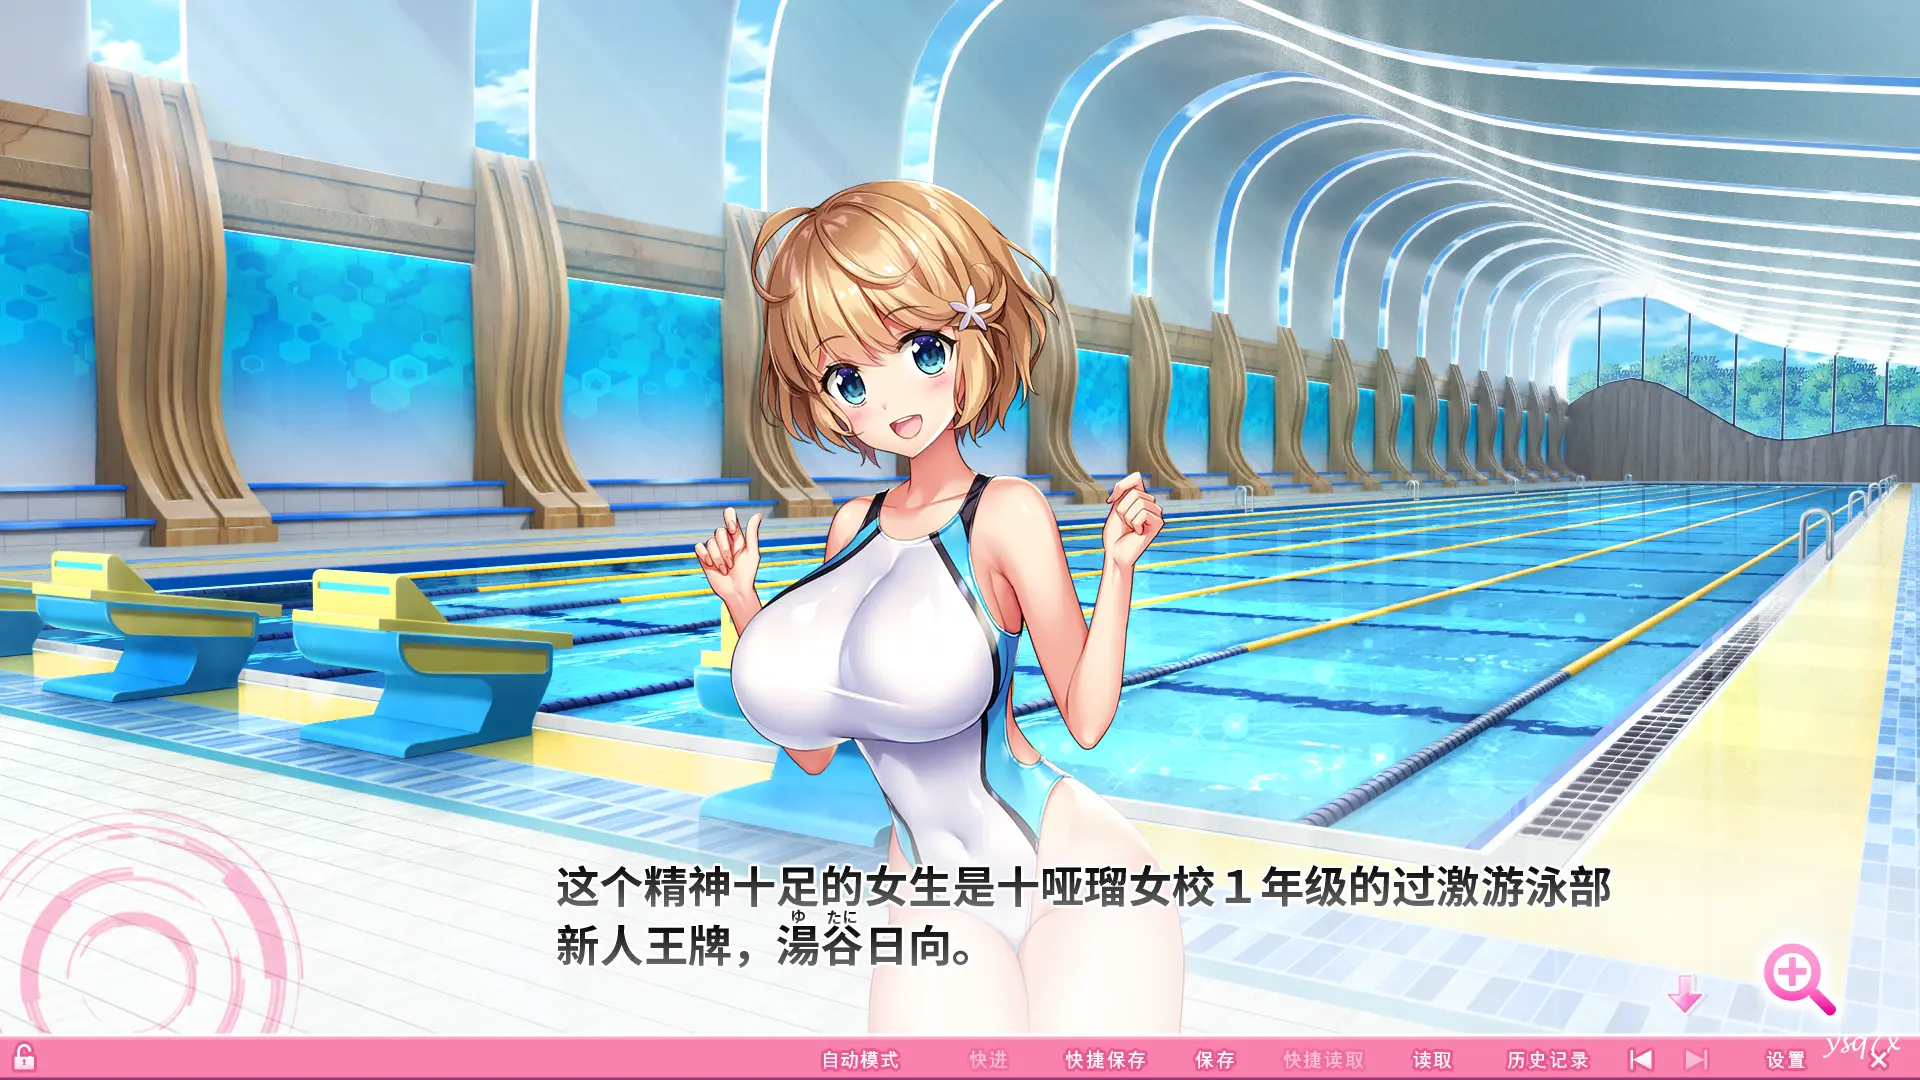 这个精神十足的女生是十哑瑠女校１年级的过激游泳部
ゆ たに
新人王牌，湯谷日向。
自动模式 快进 快捷保存 保存 快捷读取 读取 历史记录 设置
ysq7x